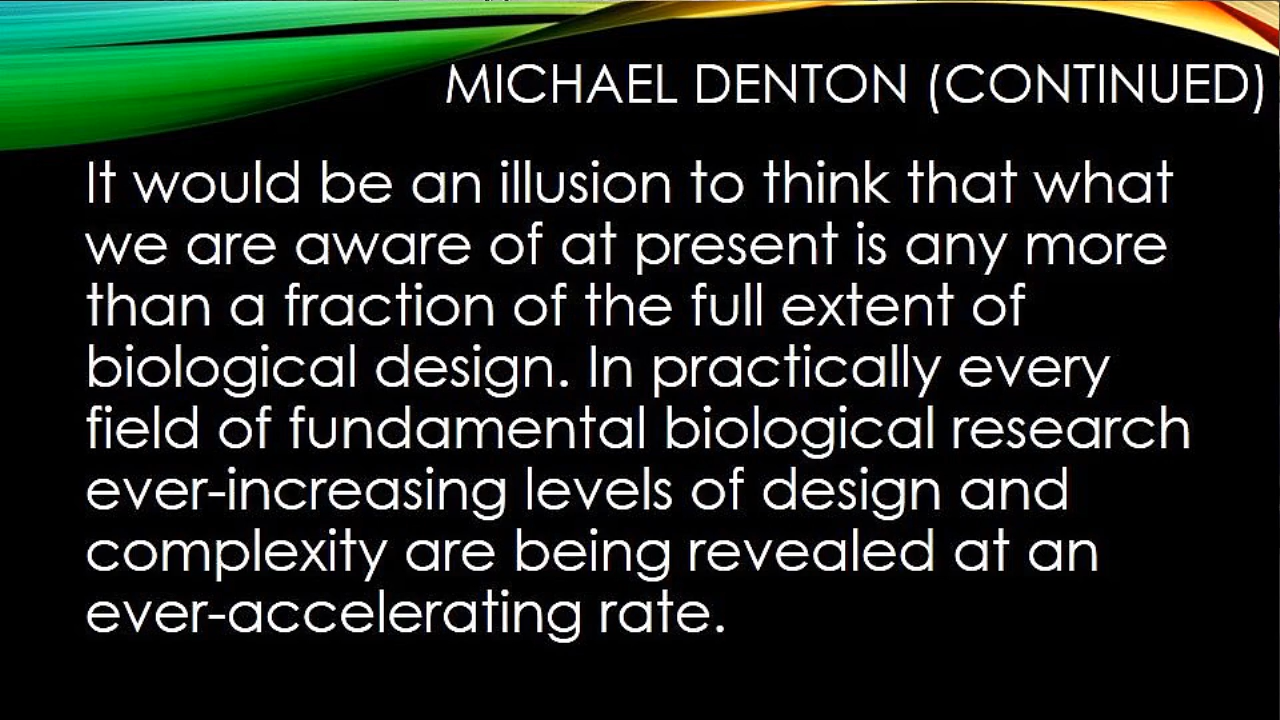 MICHAEL DENTON (CONTINUED)
It would be an illusion to think that what
we are aware of at present is any more
than a fraction of the full extent of
biological design. In practically every
field of fundamental biological research
ever-increasing levels of design and
complexity are being revealed at an
ever-accelerating rate.